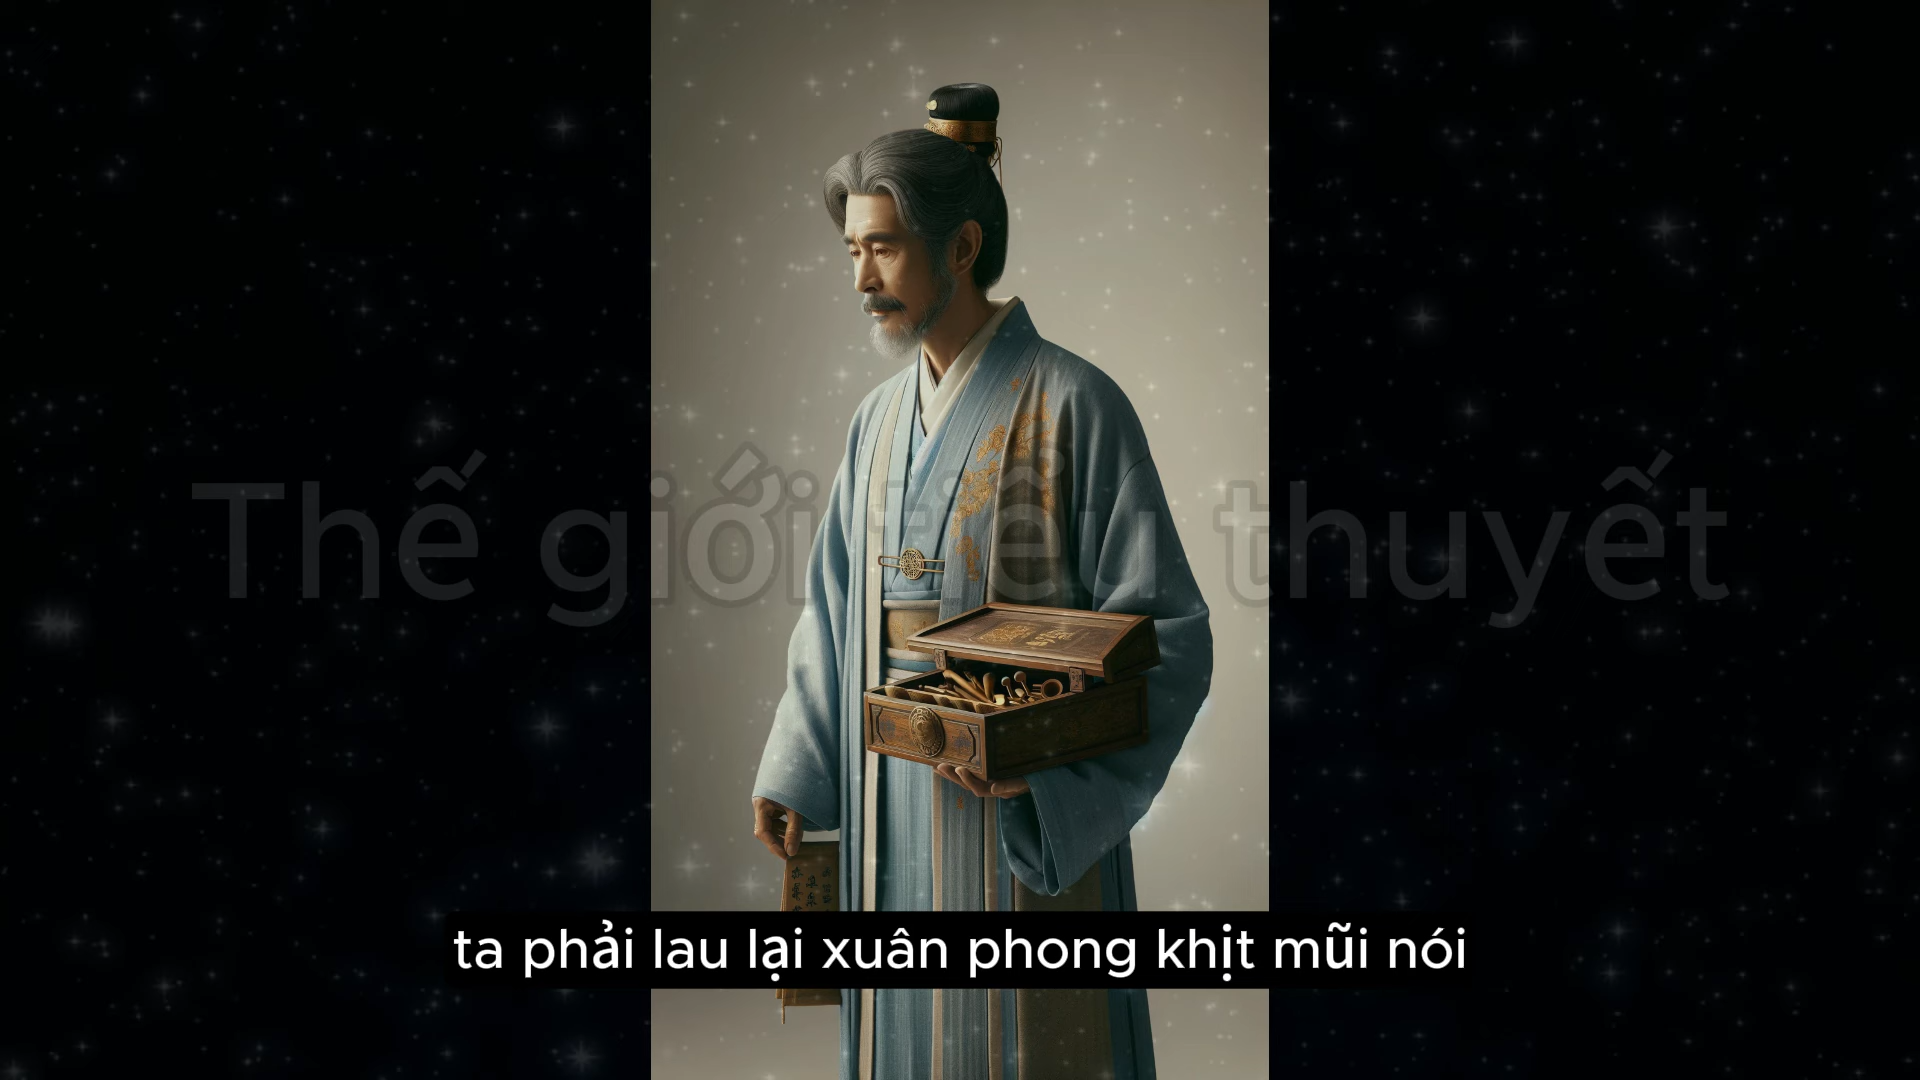 Thế giới tiểu thuyết
ta phải lau lại xuân phong khịt mũi nói